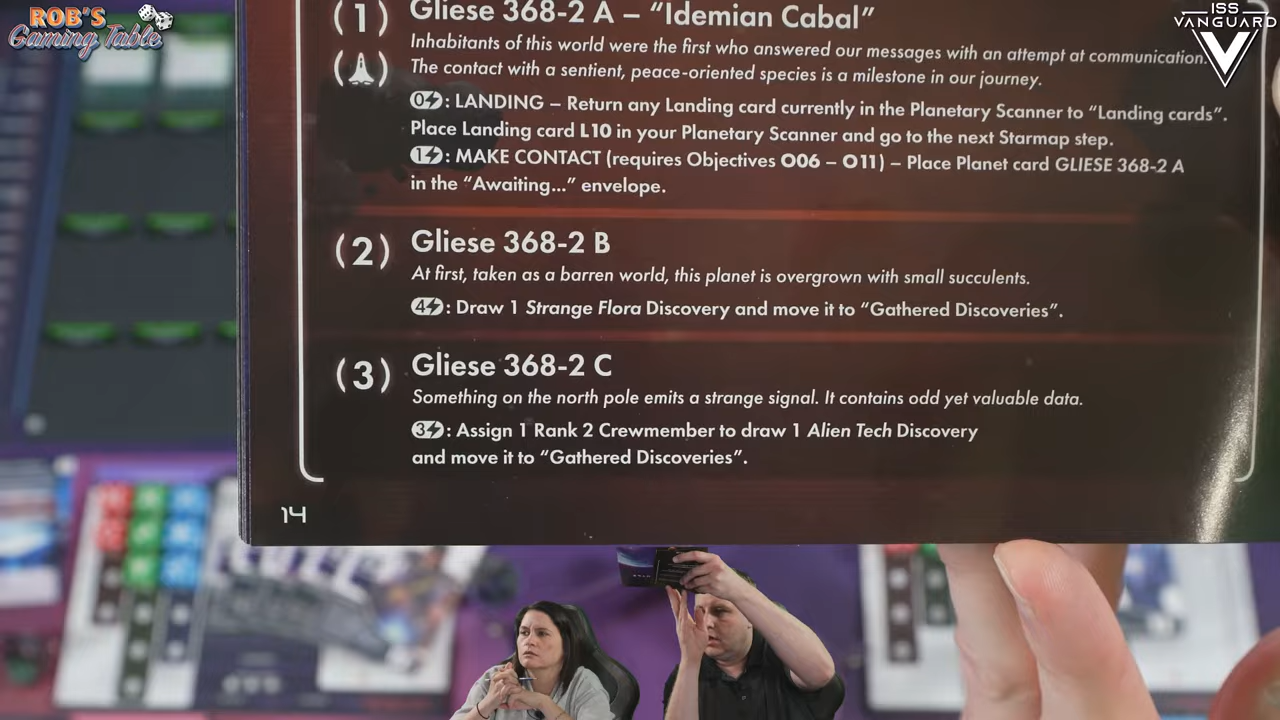 ROB'S
Gaming Table
ISS
VANGUARD
(1) Gliese 368-2 A – “Idemian Cabal”
Inhabitants of this world were the first who answered our messages with an attempt at communication.
The contact with a sentient, peace-oriented species is a milestone in our journey.
0: LANDING – Return any Landing card currently in the Planetary Scanner to “Landing cards”.
Place Landing card L10 in your Planetary Scanner and go to the next Starmap step.
1: MAKE CONTACT (requires Objectives O06 – O11) – Place Planet card GLIESE 368-2 A
in the “Awaiting...” envelope.
(2) Gliese 368-2 B
At first, taken as a barren world, this planet is overgrown with small succulents.
4: Draw 1 Strange Flora Discovery and move it to “Gathered Discoveries”.
(3) Gliese 368-2 C
Something on the north pole emits a strange signal. It contains odd yet valuable data.
3: Assign 1 Rank 2 Crewmember to draw 1 Alien Tech Discovery
and move it to “Gathered Discoveries”.
14